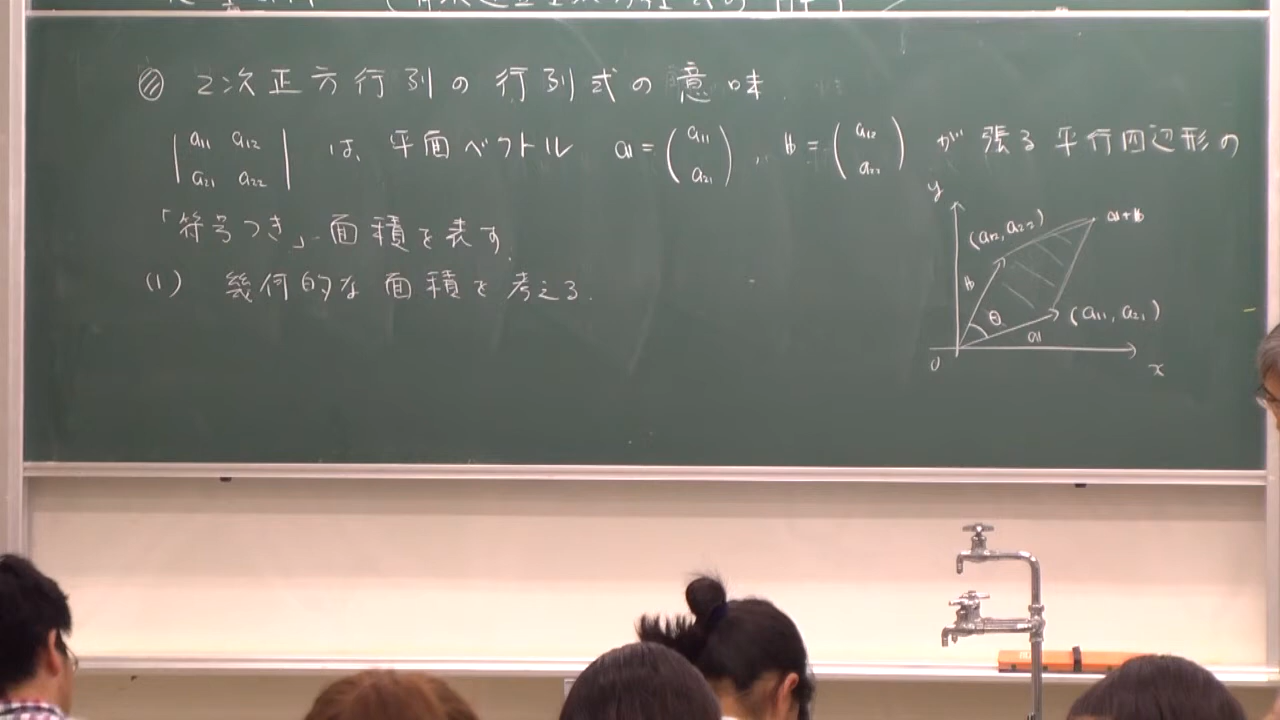 ◎ 2次正方行列の行列式の意味
| a₁₁ a₁₂ | は、平面ベクトル 𝕒 = ( a₁₁ ) , 𝕓 = ( a₁₂ ) が張る平行四辺形の
| a₂₁ a₂₂ | ( a₂₁ ) ( a₂₂ )
「符号つき」面積を表す.
(1) 幾何的な面積を考える.
y
(a₁₂, a₂₂)
𝕒+𝕓
𝕓
θ
(a₁₁, a₂₁)
𝕒
0
x